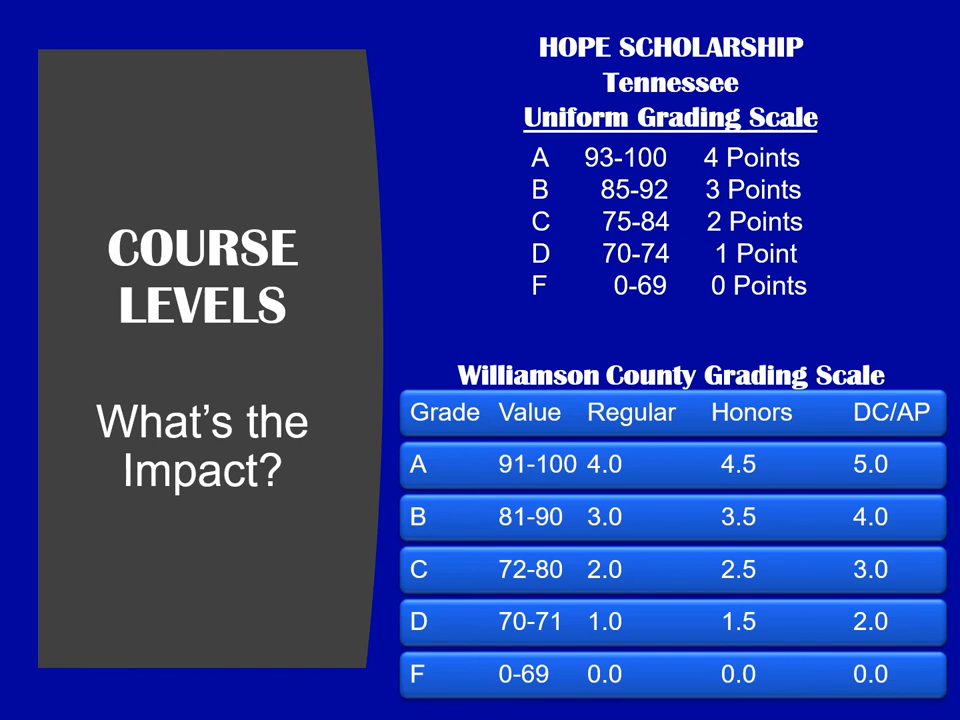 COURSE
LEVELS
What’s the
Impact?
HOPE SCHOLARSHIP
Tennessee
Uniform Grading Scale
A 93-100 4 Points
B 85-92 3 Points
C 75-84 2 Points
D 70-74 1 Point
F 0-69 0 Points
Williamson County Grading Scale
Grade Value Regular Honors DC/AP
A 91-100 4.0 4.5 5.0
B 81-90 3.0 3.5 4.0
C 72-80 2.0 2.5 3.0
D 70-71 1.0 1.5 2.0
F 0-69 0.0 0.0 0.0